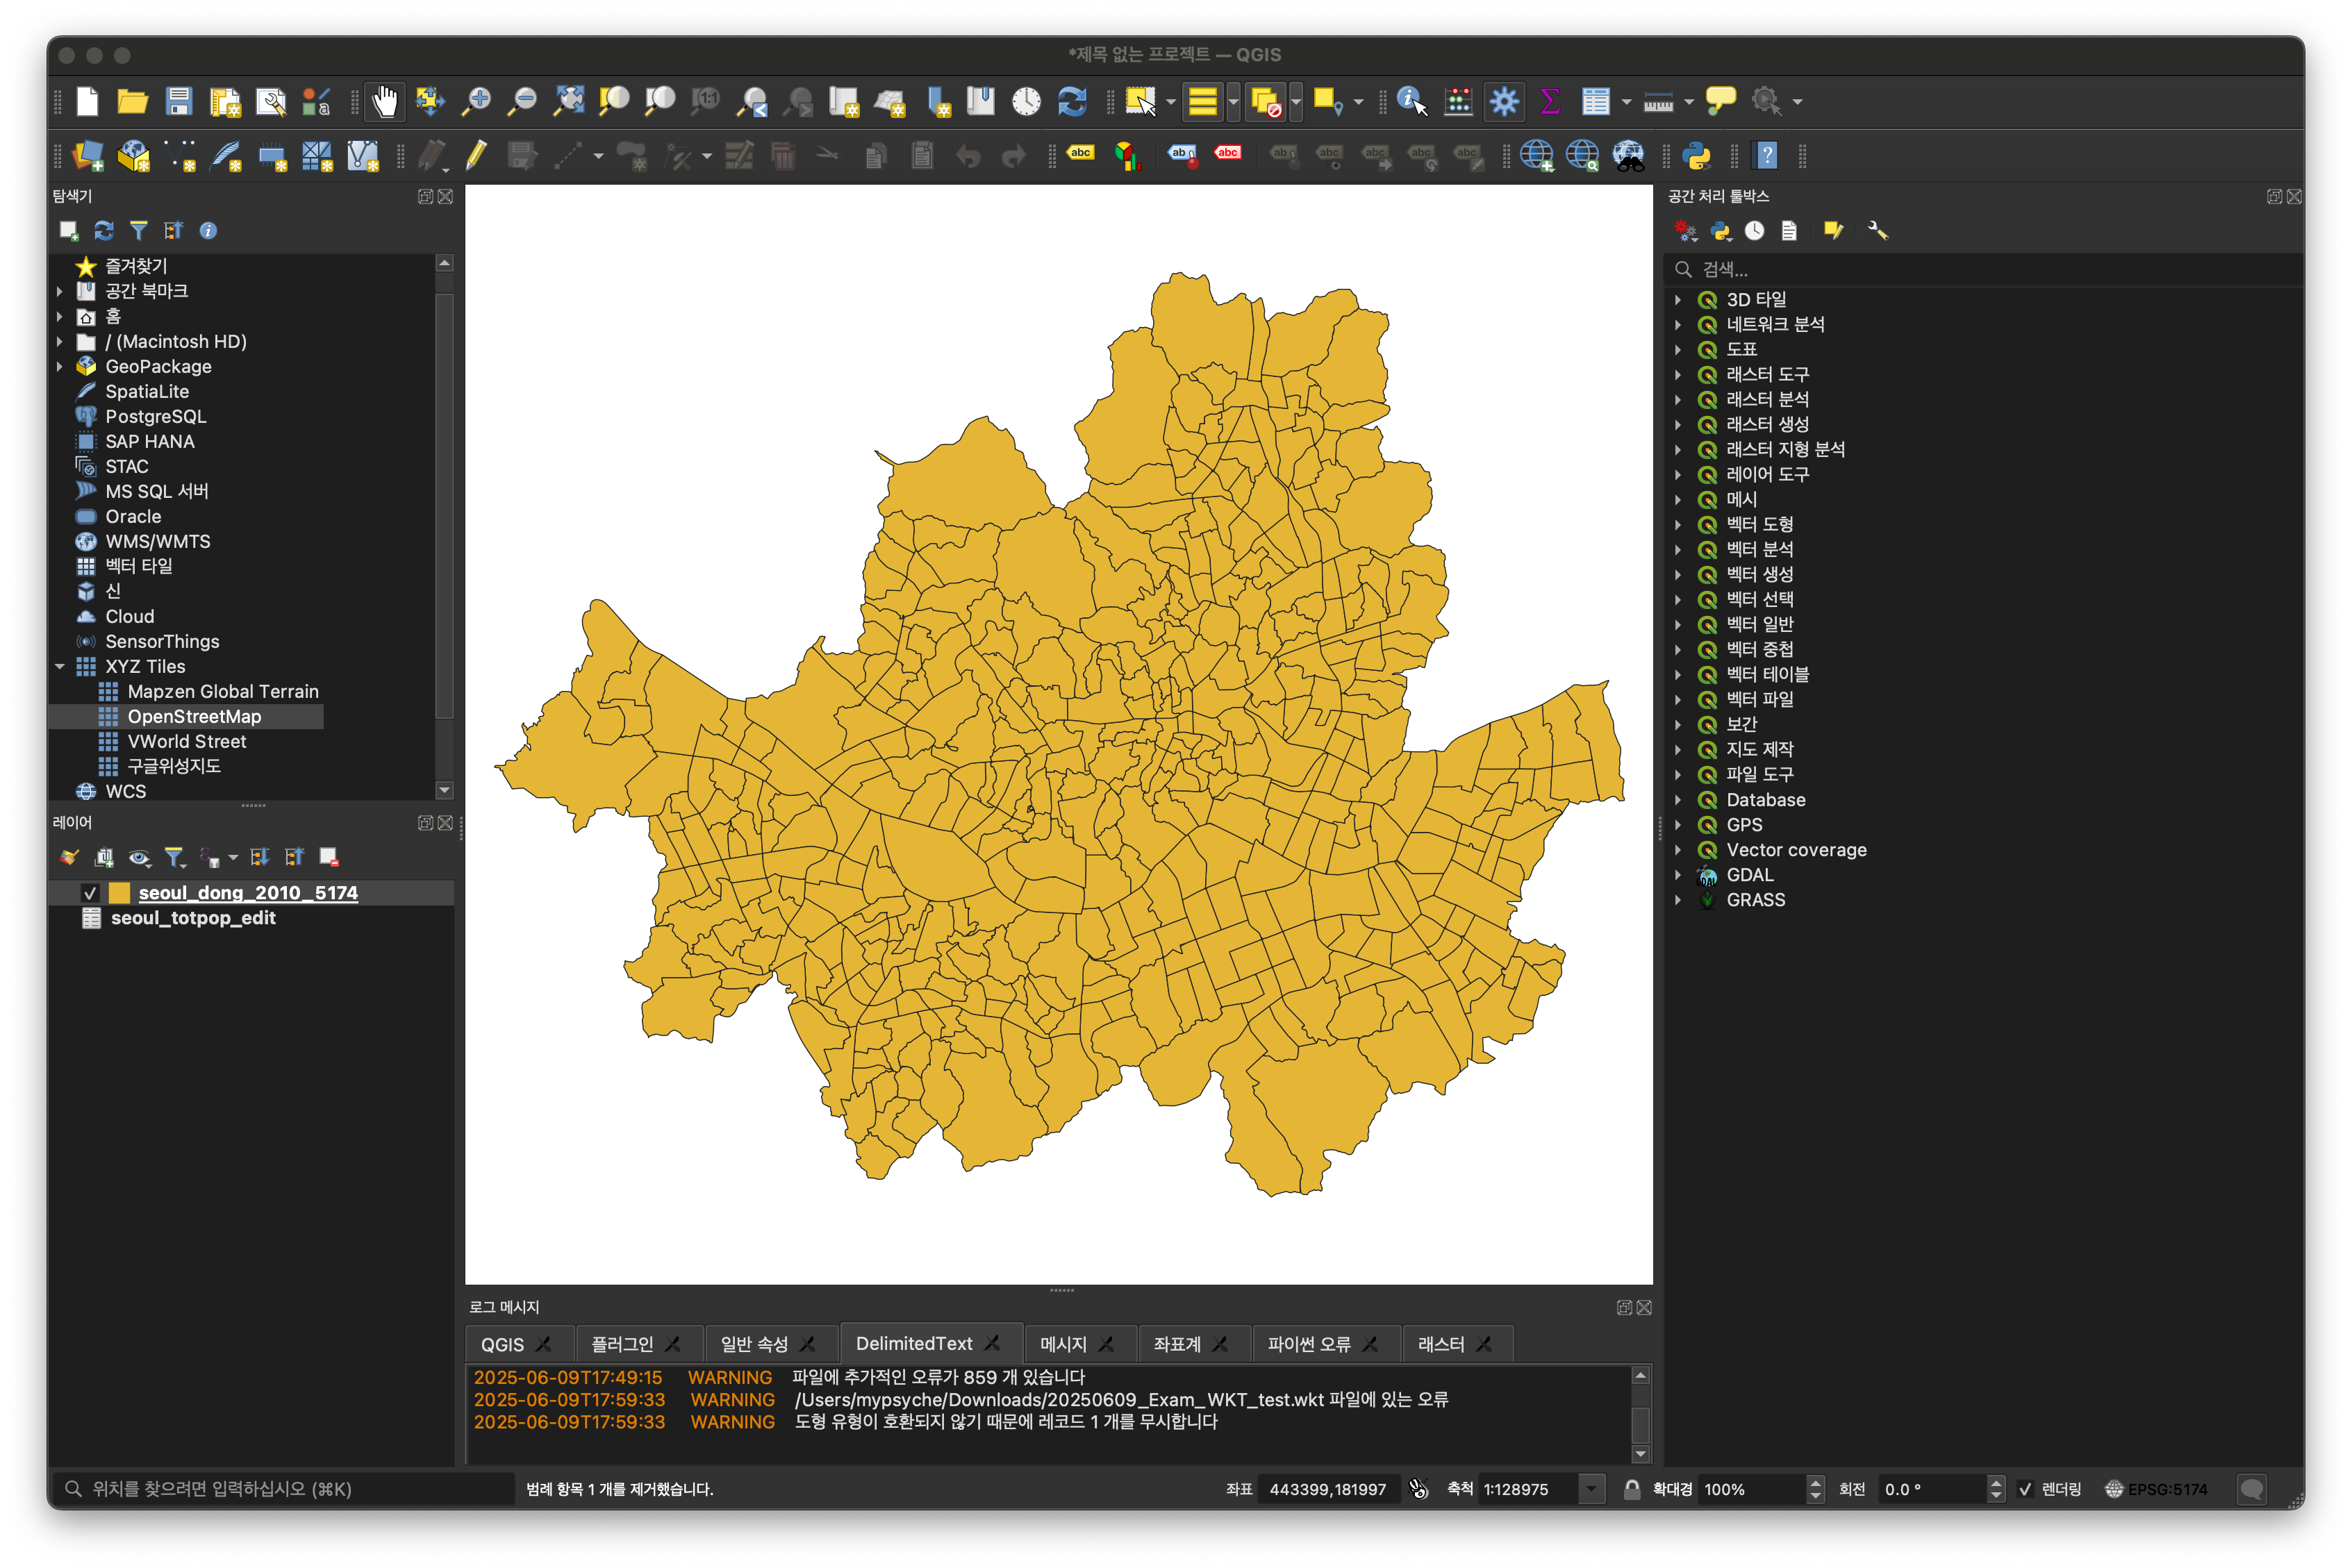 *제목 없는 프로젝트 — QGIS
탐색기
즐겨찾기
공간 북마크
홈
/ (Macintosh HD)
GeoPackage
SpatiaLite
PostgreSQL
SAP HANA
STAC
MS SQL 서버
Oracle
WMS/WMTS
벡터 타일
신
Cloud
SensorThings
XYZ Tiles
Mapzen Global Terrain
OpenStreetMap
VWorld Street
구글위성지도
WCS
레이어
seoul_dong_2010_5174
seoul_totpop_edit
공간 처리 툴박스
검색...
3D 타일
네트워크 분석
도표
래스터 도구
래스터 분석
래스터 생성
래스터 지형 분석
레이어 도구
메시
벡터 도형
벡터 분석
벡터 생성
벡터 선택
벡터 일반
벡터 중첩
벡터 테이블
벡터 파일
보간
지도 제작
파일 도구
Database
GPS
Vector coverage
GDAL
GRASS
로그 메시지
QGIS 플러그인 일반 속성 DelimitedText 메시지 좌표계 파이썬 오류 래스터
2025-06-09T17:49:15 WARNING 파일에 추가적인 오류가 859 개 있습니다
2025-06-09T17:59:33 WARNING /Users/mypsyche/Downloads/20250609_Exam_WKT_test.wkt 파일에 있는 오류
2025-06-09T17:59:33 WARNING 도형 유형이 호환되지 않기 때문에 레코드 1 개를 무시합니다
위치를 찾으려면 입력하십시오 (⌘K) 범례 항목 1 개를 제거했습니다. 좌표 443399,181997 축척 1:128975 확대경 100% 회전 0.0 ° 렌더링 EPSG:5174